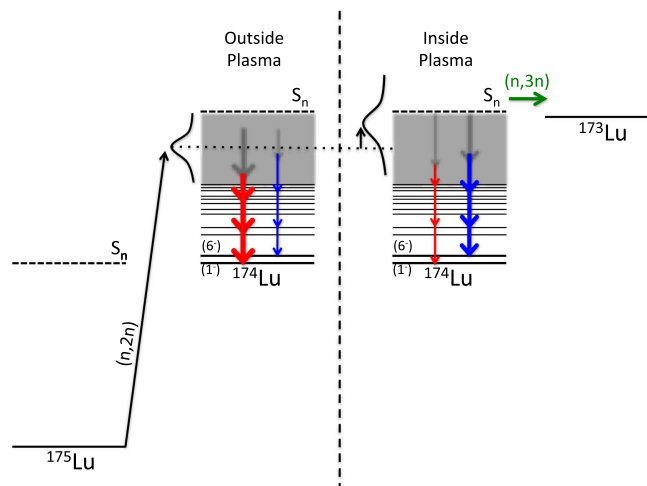 Outside
Plasma
Inside
Plasma
Sₙ
Sₙ
(n,3n)
¹⁷³Lu
(6⁻)
(1⁻)
¹⁷⁴Lu
(6⁻)
(1⁻)
¹⁷⁴Lu
Sₙ
(n,2n)
¹⁷⁵Lu